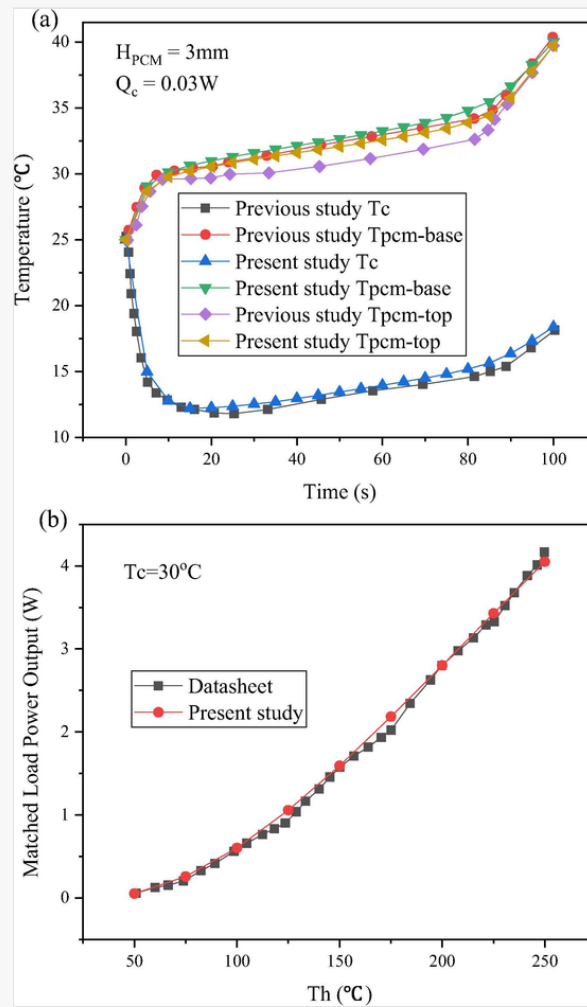 (a)
H_PCM = 3mm
Q_c = 0.03W
Temperature (℃)
40
35
30
25
20
15
10
Previous study Tc
Previous study Tpcm-base
Present study Tc
Present study Tpcm-base
Previous study Tpcm-top
Present study Tpcm-top
0 20 40 60 80 100
Time (s)
(b)
Tc=30°C
Matched Load Power Output (W)
4
3
2
1
0
Datasheet
Present study
50 100 150 200 250
Th (℃)